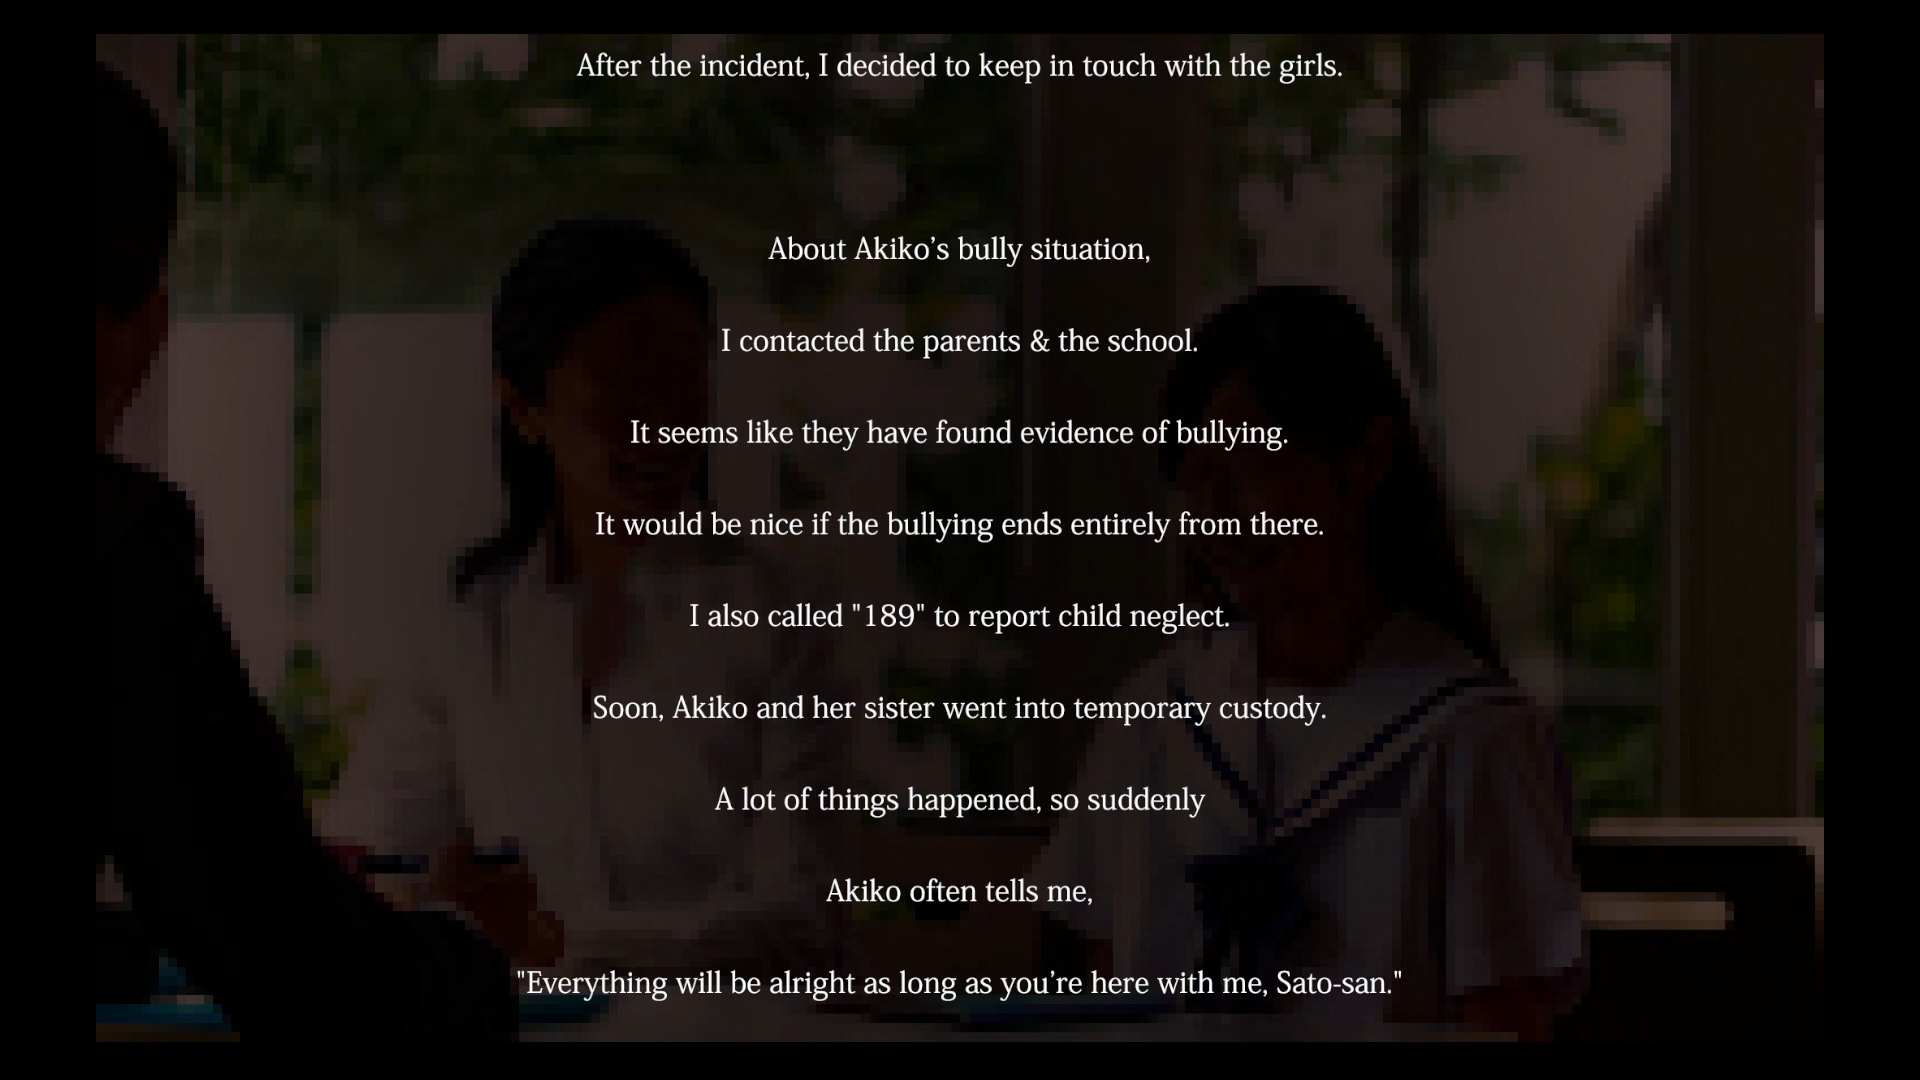 After the incident, I decided to keep in touch with the girls.
About Akiko’s bully situation,
I contacted the parents & the school.
It seems like they have found evidence of bullying.
It would be nice if the bullying ends entirely from there.
I also called "189" to report child neglect.
Soon, Akiko and her sister went into temporary custody.
A lot of things happened, so suddenly
Akiko often tells me,
"Everything will be alright as long as you’re here with me, Sato-san."